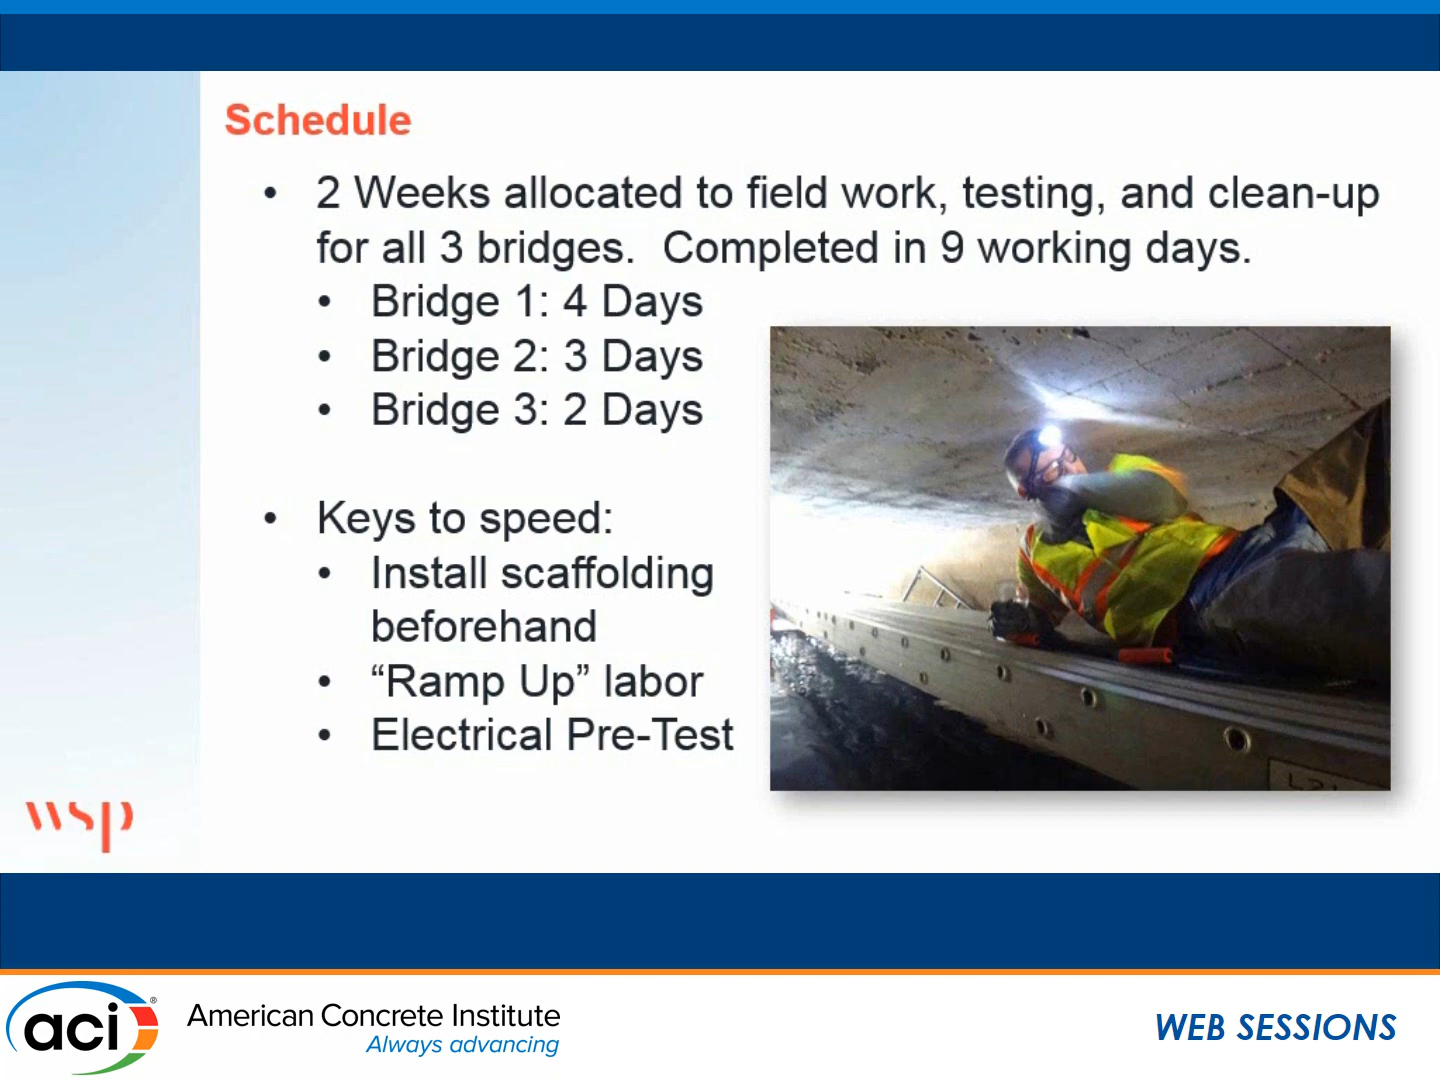 Schedule
• 2 Weeks allocated to field work, testing, and clean-up
for all 3 bridges. Completed in 9 working days.
• Bridge 1: 4 Days
• Bridge 2: 3 Days
• Bridge 3: 2 Days
• Keys to speed:
• Install scaffolding
beforehand
• “Ramp Up” labor
• Electrical Pre-Test
wsp
aci®
American Concrete Institute
Always advancing
WEB SESSIONS